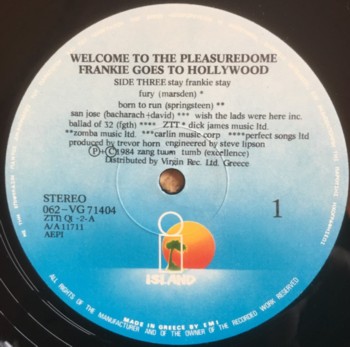 WELCOME TO THE PLEASUREDOME
FRANKIE GOES TO HOLLYWOOD
SIDE THREE stay frankie stay
fury (marsden) *
born to run (springsteen) **
san jose (bacharach+david) *** wish the lads were here inc.
ballad of 32 (fgth) **** ZTT * dick james music ltd.
**zomba music ltd. ***carlin music corp ****perfect songs ltd
produced by trevor horn engineered by steve lipson
P+C 1984 zang tuum tumb (excellence)
Distributed by Virgin Rec. Ltd. Greece
STEREO
062-VG 71404
ZTT Q1 -2-A
A/A 11711
AEPI
1
ISLAND
MADE IN GREECE BY EMI
ALL RIGHTS OF THE MANUFACTURER AND OF THE OWNER OF THE RECORDED WORK RESERVED.